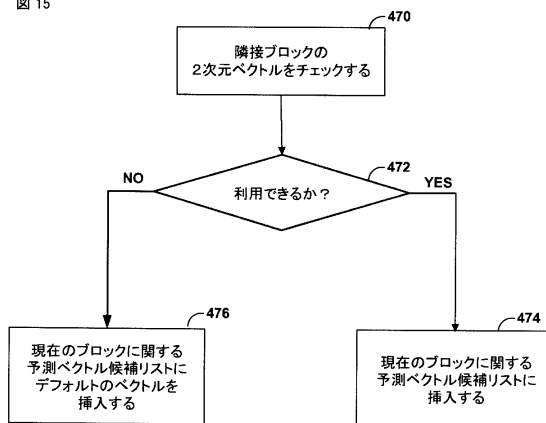 図 15
470
隣接ブロックの
2次元ベクトルをチェックする
472
利用できるか?
NO
YES
476
現在のブロックに関する
予測ベクトル候補リストに
デフォルトのベクトルを
挿入する
474
現在のブロックに関する
予測ベクトル候補リストに
挿入する